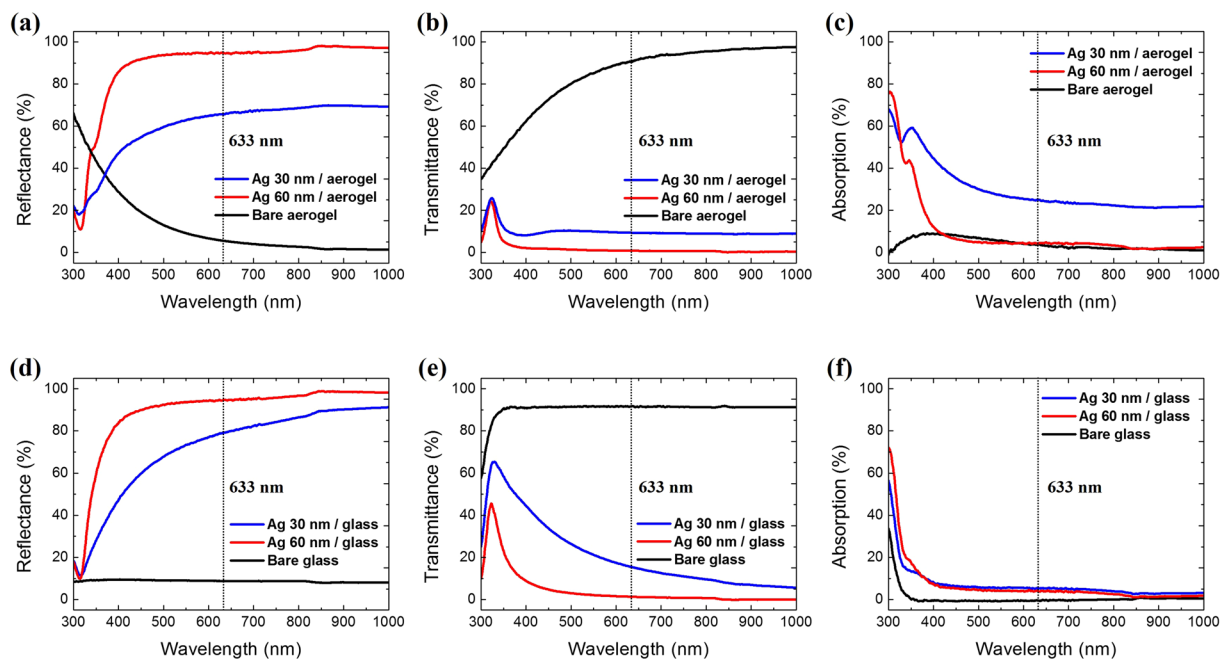 (a)
Reflectance (%)
100
80
60
40
20
0
633 nm
Ag 30 nm / aerogel
Ag 60 nm / aerogel
Bare aerogel
300 400 500 600 700 800 900 1000
Wavelength (nm)
(b)
Transmittance (%)
100
80
60
40
20
0
633 nm
Ag 30 nm / aerogel
Ag 60 nm / aerogel
Bare aerogel
300 400 500 600 700 800 900 1000
Wavelength (nm)
(c)
Absorption (%)
100
80
60
40
20
0
Ag 30 nm / aerogel
Ag 60 nm / aerogel
Bare aerogel
633 nm
300 400 500 600 700 800 900 1000
Wavelength (nm)
(d)
Reflectance (%)
100
80
60
40
20
0
633 nm
Ag 30 nm / glass
Ag 60 nm / glass
Bare glass
300 400 500 600 700 800 900 1000
Wavelength (nm)
(e)
Transmittance (%)
100
80
60
40
20
0
633 nm
Ag 30 nm / glass
Ag 60 nm / glass
Bare glass
300 400 500 600 700 800 900 1000
Wavelength (nm)
(f)
Absorption (%)
100
80
60
40
20
0
Ag 30 nm / glass
Ag 60 nm / glass
Bare glass
633 nm
300 400 500 600 700 800 900 1000
Wavelength (nm)